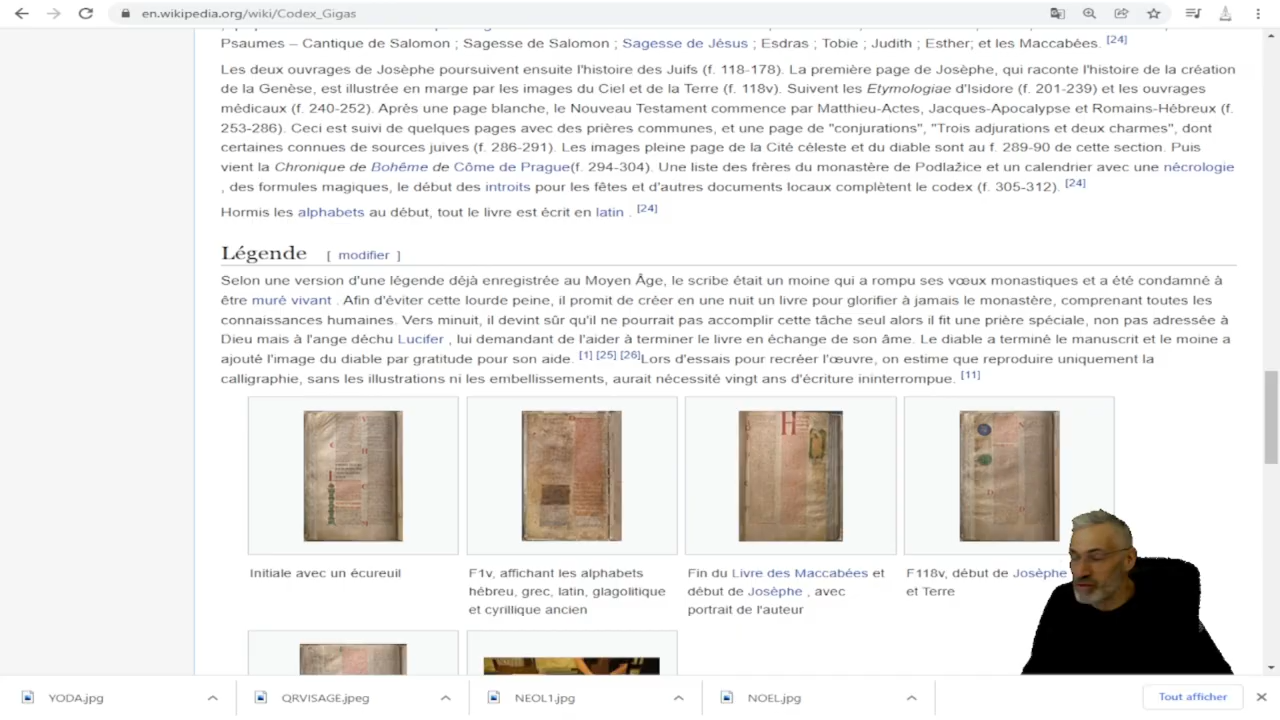 en.wikipedia.org/wiki/Codex_Gigas
Psaumes – Cantique de Salomon ; Sagesse de Salomon ; Sagesse de Jésus ; Esdras ; Tobie ; Judith ; Esther; et les Maccabées. [24]
Les deux ouvrages de Josèphe poursuivent ensuite l'histoire des Juifs (f. 118-178). La première page de Josèphe, qui raconte l'histoire de la création
de la Genèse, est illustrée en marge par les images du Ciel et de la Terre (f. 118v). Suivent les Etymologiae d'Isidore (f. 201-239) et les ouvrages
médicaux (f. 240-252). Après une page blanche, le Nouveau Testament commence par Matthieu-Actes, Jacques-Apocalypse et Romains-Hébreux (f.
253-286). Ceci est suivi de quelques pages avec des prières communes, et une page de "conjurations", "Trois adjurations et deux charmes", dont
certaines connues de sources juives (f. 286-291). Les images pleine page de la Cité céleste et du diable sont au f. 289-90 de cette section. Puis
vient la Chronique de Bohême de Côme de Prague(f. 294-304). Une liste des frères du monastère de Podlažice et un calendrier avec une nécrologie
, des formules magiques, le début des introits pour les fêtes et d'autres documents locaux complètent le codex (f. 305-312). [24]
Hormis les alphabets au début, tout le livre est écrit en latin . [24]
Légende [ modifier ]
Selon une version d'une légende déjà enregistrée au Moyen Âge, le scribe était un moine qui a rompu ses vœux monastiques et a été condamné à
être muré vivant . Afin d'éviter cette lourde peine, il promit de créer en une nuit un livre pour glorifier à jamais le monastère, comprenant toutes les
connaissances humaines. Vers minuit, il devint sûr qu'il ne pourrait pas accomplir cette tâche seul alors il fit une prière spéciale, non pas adressée à
Dieu mais à l'ange déchu Lucifer , lui demandant de l'aider à terminer le livre en échange de son âme. Le diable a terminé le manuscrit et le moine a
ajouté l'image du diable par gratitude pour son aide. [1] [25] [26]Lors d'essais pour recréer l'œuvre, on estime que reproduire uniquement la
calligraphie, sans les illustrations ni les embellissements, aurait nécessité vingt ans d'écriture ininterrompue. [11]
Initiale avec un écureuil
F1v, affichant les alphabets
hébreu, grec, latin, glagolitique
et cyrillique ancien
Fin du Livre des Maccabées et
début de Josèphe , avec
portrait de l'auteur
F118v, début de Josèphe
et Terre
YODA.jpg
QRVISAGE.jpeg
NEOL1.jpg
NOEL.jpg
Tout afficher